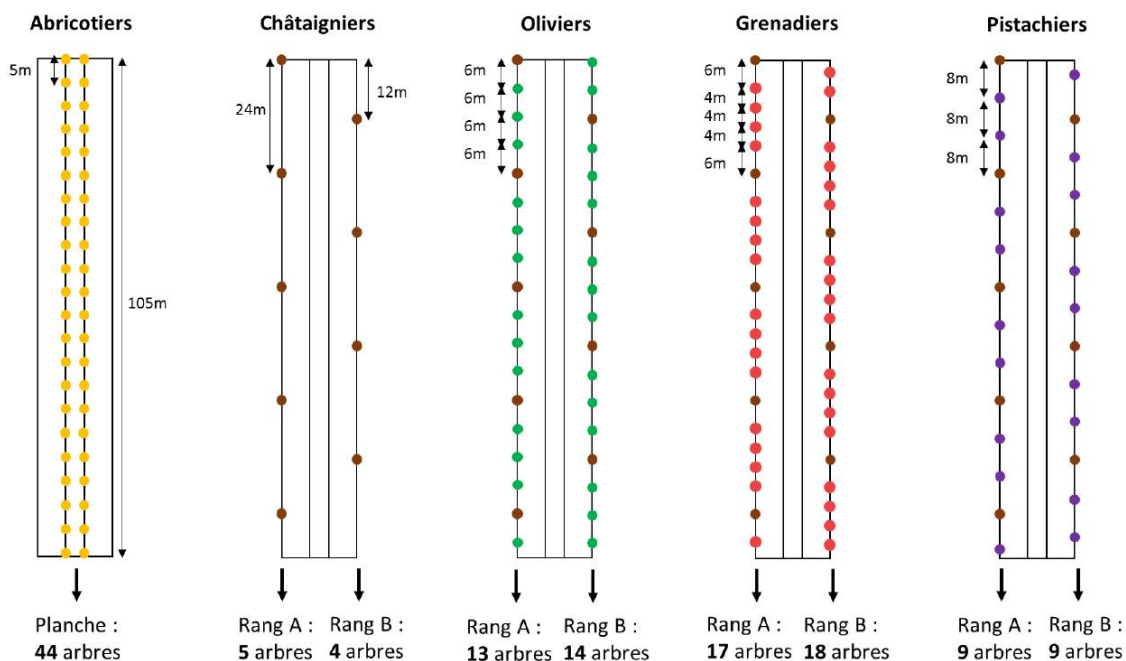 Abricotiers
5m
105m
Planche :
44 arbres
Châtaigniers
24m
12m
Rang A :
5 arbres
Rang B :
4 arbres
Oliviers
6m
6m
6m
6m
Rang A :
13 arbres
Rang B :
14 arbres
Grenadiers
6m
4m
4m
4m
6m
Rang A :
17 arbres
Rang B :
18 arbres
Pistachiers
8m
8m
8m
Rang A :
9 arbres
Rang B :
9 arbres